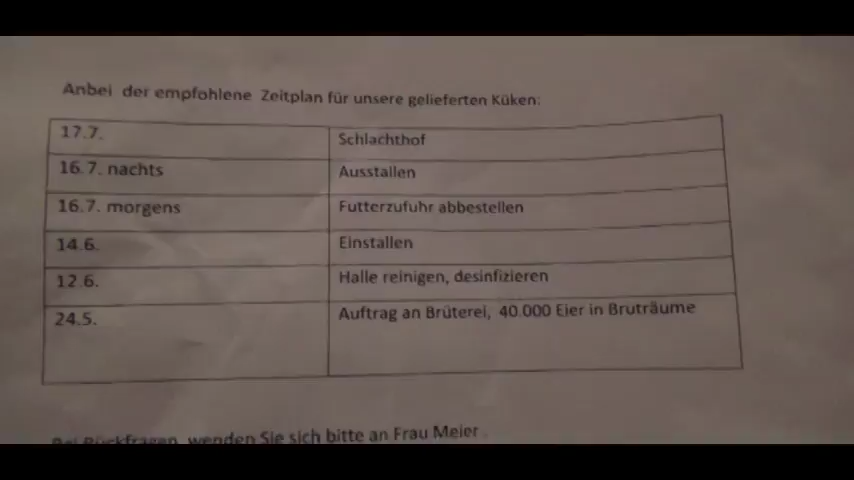 Anbei der empfohlene Zeitplan für unsere gelieferten Küken:
17.7. Schlachthof
16.7. nachts Ausstallen
16.7. morgens Futterzufuhr abbestellen
14.6. Einstallen
12.6. Halle reinigen, desinfizieren
24.5. Auftrag an Brüterei, 40.000 Eier in Bruträume
Bei Rückfragen wenden Sie sich bitte an Frau Meier